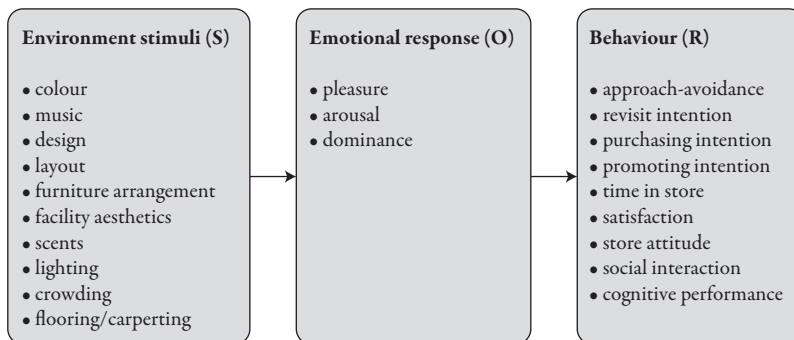 Environment stimuli (S)
• colour
• music
• design
• layout
• furniture arrangement
• facility aesthetics
• scents
• lighting
• crowding
• flooring/carperting
Emotional response (O)
• pleasure
• arousal
• dominance
Behaviour (R)
• approach-avoidance
• revisit intention
• purchasing intention
• promoting intention
• time in store
• satisfaction
• store attitude
• social interaction
• cognitive performance